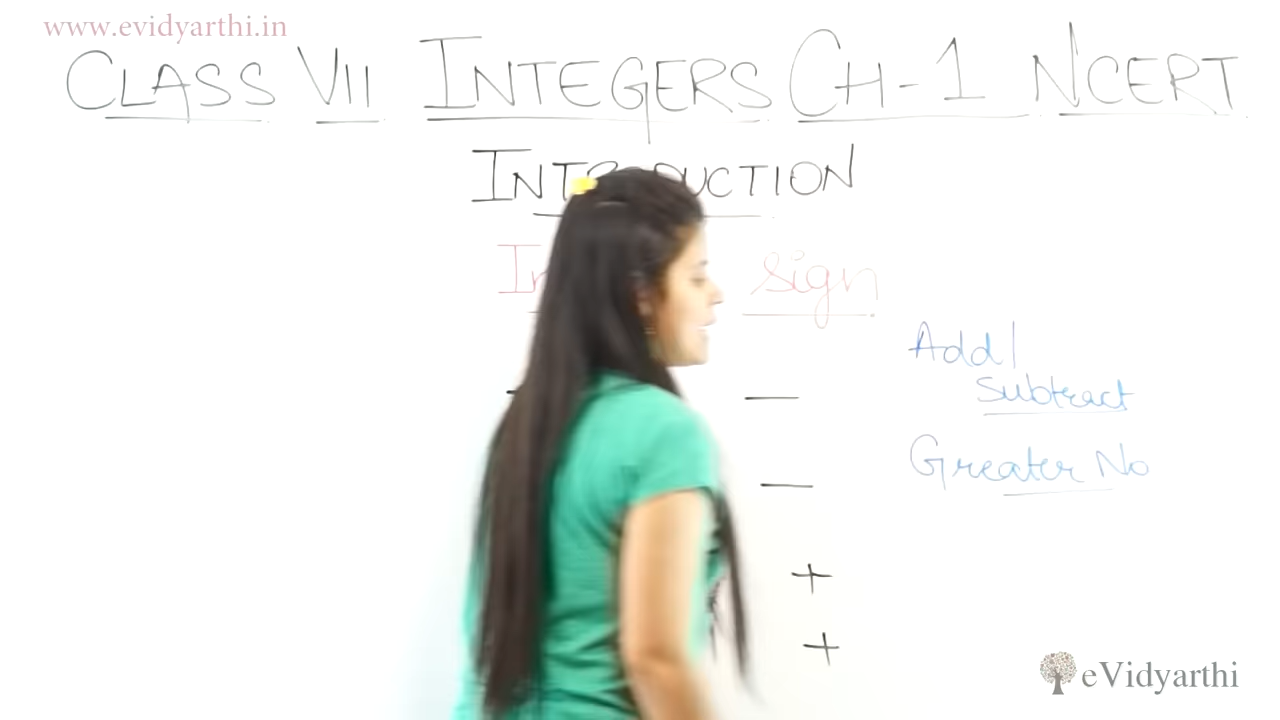 www.evidyarthi.in
CLASS VII INTEGERS CH-1 NCERT
sign
Add/
Subtract
—
Greater No
—
+
+
eVidyarthi